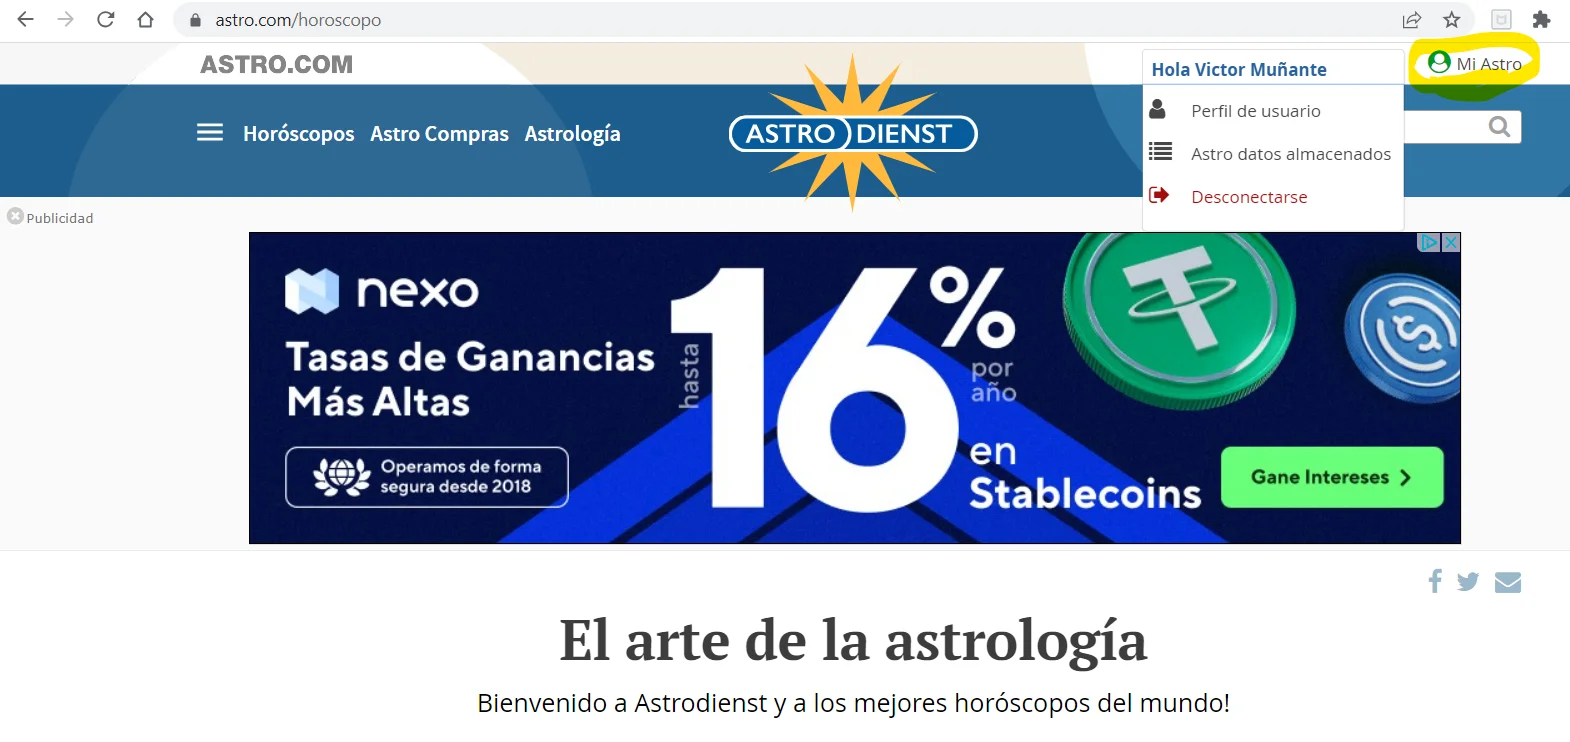 astro.com/horoscopo
ASTRO.COM
Mi Astro
Hola Victor Muñante
Perfil de usuario
Astro datos almacenados
Desconectarse
Horóscopos Astro Compras Astrología
ASTRO DIENST
Publicidad
nexo
Tasas de Ganancias
Más Altas
Operamos de forma
segura desde 2018
hasta
16%
por
año
en
Stablecoins
Gane Intereses
El arte de la astrología
Bienvenido a Astrodienst y a los mejores horóscopos del mundo!